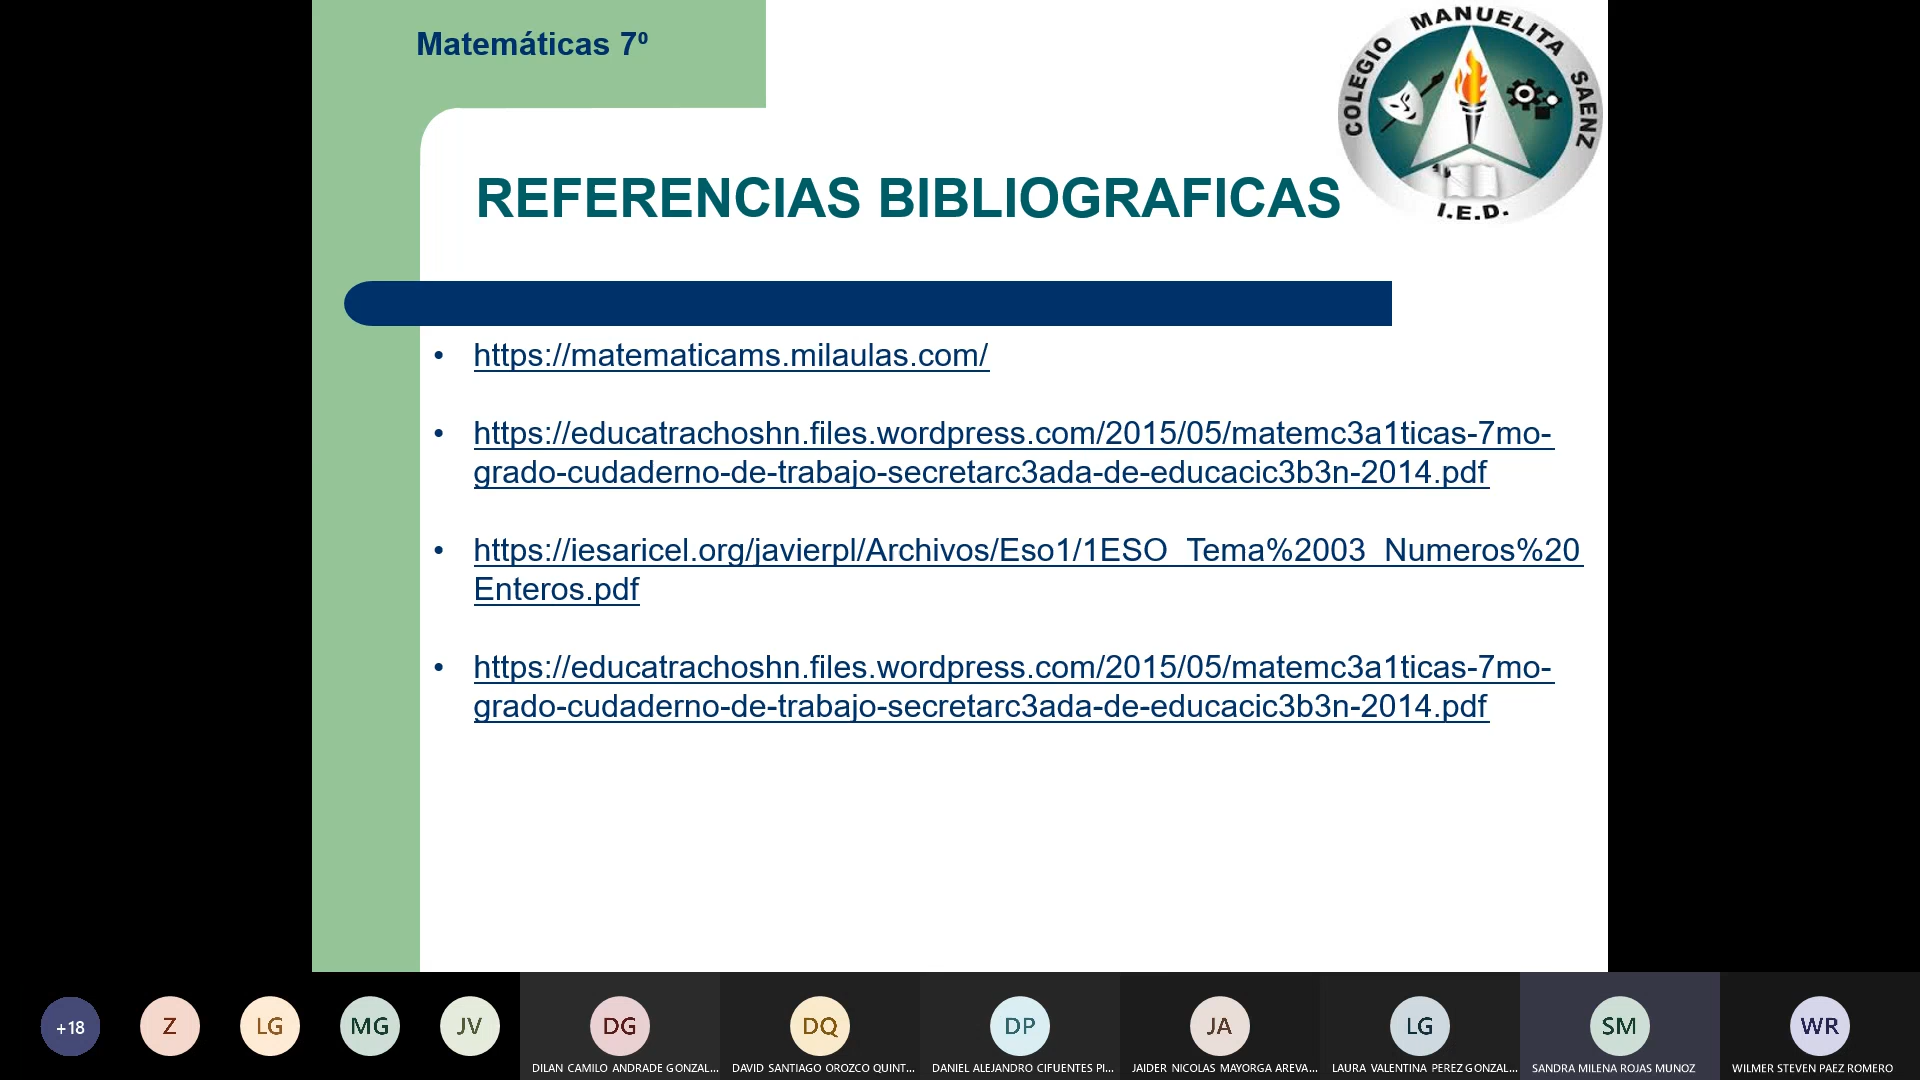 Matemáticas 7º
COLEGIO MANUELITA SAENZ
I.E.D.
REFERENCIAS BIBLIOGRAFICAS
• https://matematicams.milaulas.com/
• https://educatrachoshn.files.wordpress.com/2015/05/matemc3a1ticas-7mo-
grado-cudaderno-de-trabajo-secretarc3ada-de-educacic3b3n-2014.pdf
• https://iesaricel.org/javierpl/Archivos/Eso1/1ESO_Tema%2003_Numeros%20
Enteros.pdf
• https://educatrachoshn.files.wordpress.com/2015/05/matemc3a1ticas-7mo-
grado-cudaderno-de-trabajo-secretarc3ada-de-educacic3b3n-2014.pdf
+18 Z LG MG JV DG DQ DP JA LG SM WR
DILAN CAMILO ANDRADE GONZAL... DAVID SANTIAGO OROZCO QUINT... DANIEL ALEJANDRO CIFUENTES PI... JAIDER NICOLAS MAYORGA AREVA... LAURA VALENTINA PEREZ GONZAL... SANDRA MILENA ROJAS MUNOZ WILMER STEVEN PAEZ ROMERO